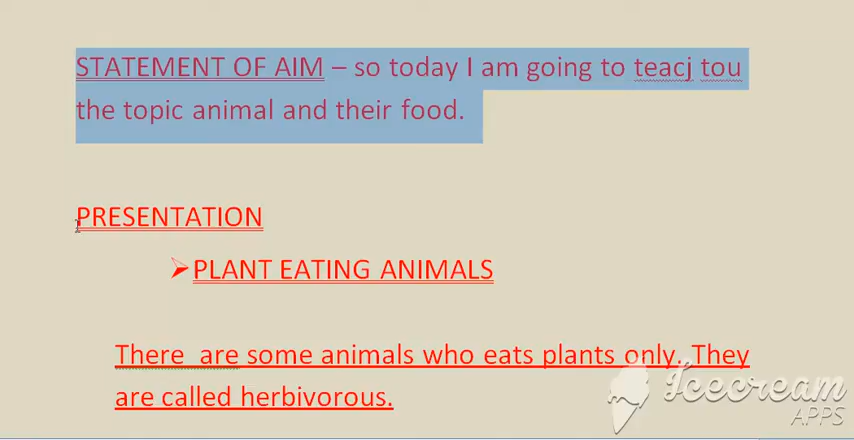 STATEMENT OF AIM – so today I am going to teacj tou
the topic animal and their food.
PRESENTATION
PLANT EATING ANIMALS
There are some animals who eats plants only. They
are called herbivorous.
Icecream
APPS